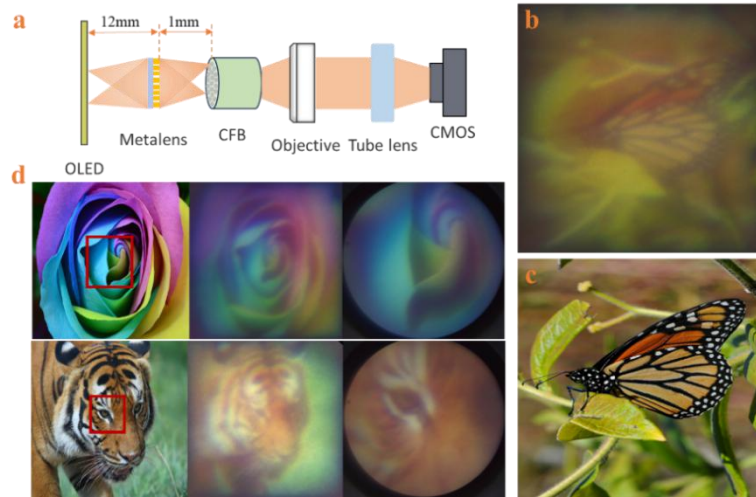 a
12mm
1mm
b
Metalens
CFB
Objective
Tube lens
CMOS
OLED
d
c